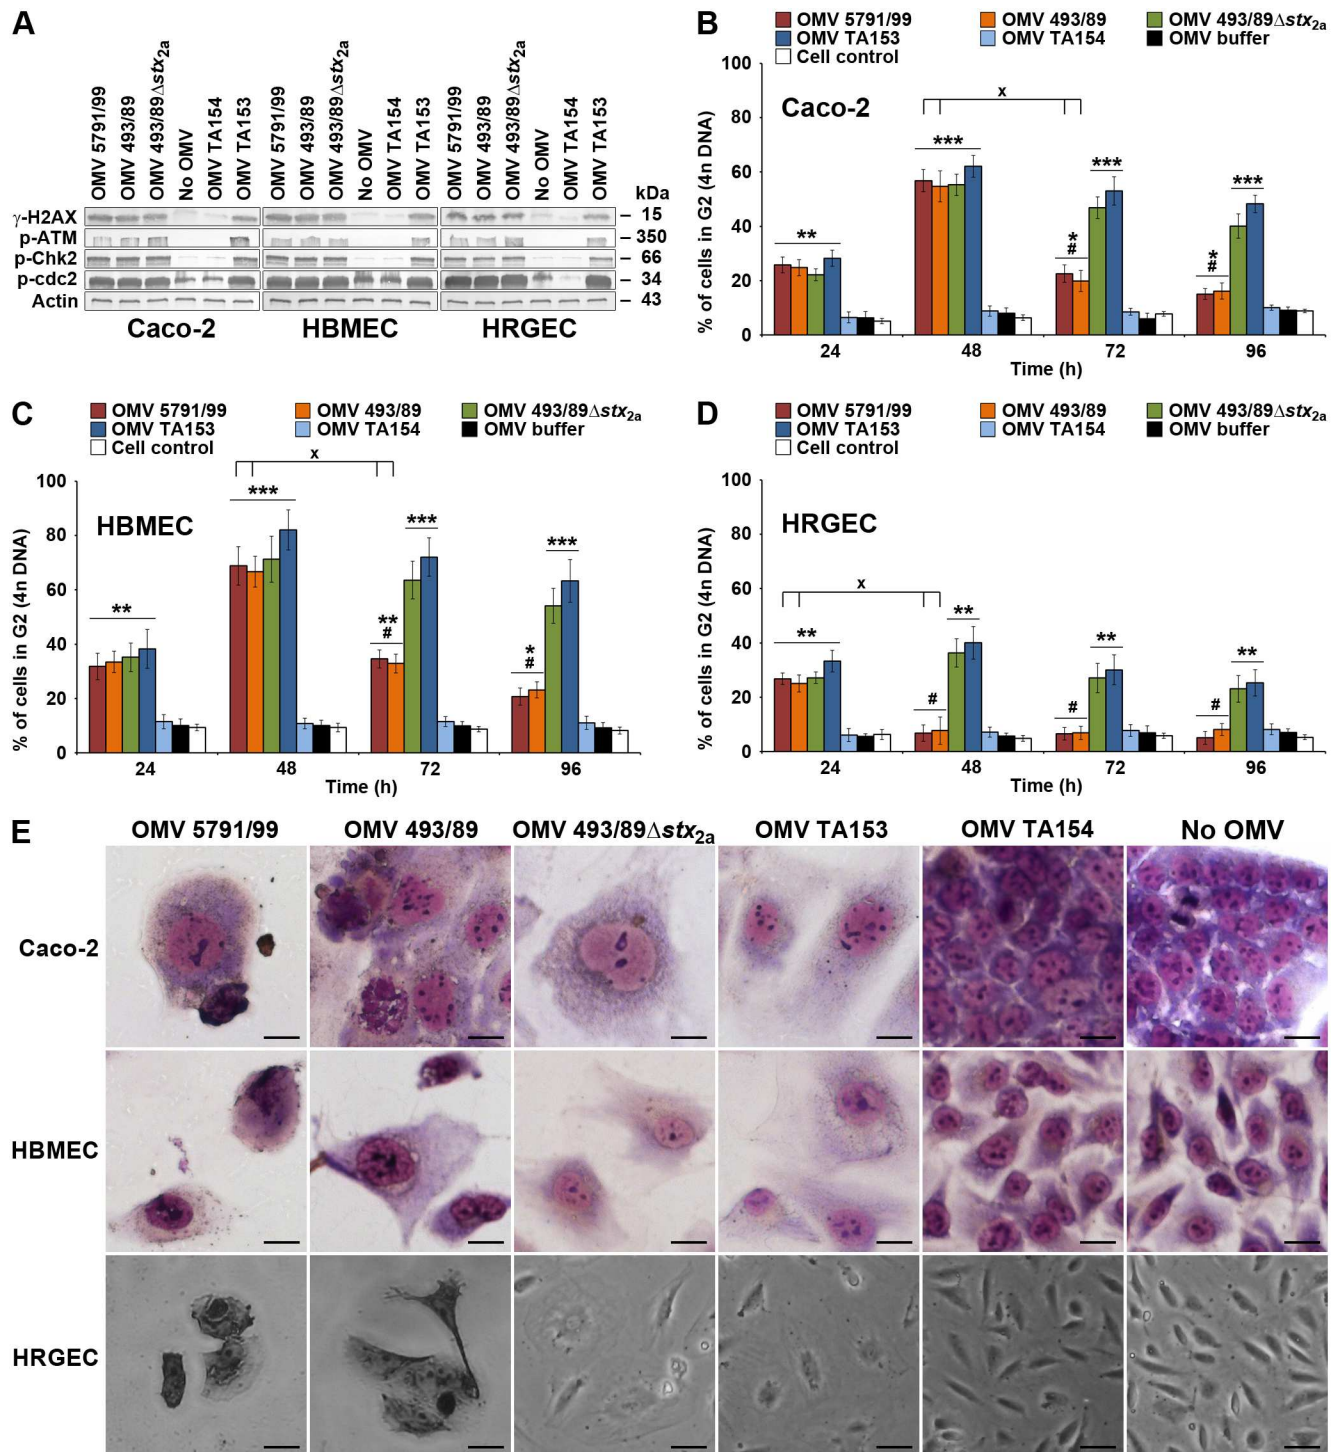 A
OMV 5791/99
OMV 493/89
OMV 493/89Δstx2a
No OMV
OMV TA154
OMV TA153
OMV 5791/99
OMV 493/89
OMV 493/89Δstx2a
No OMV
OMV TA154
OMV TA153
OMV 5791/99
OMV 493/89
OMV 493/89Δstx2a
No OMV
OMV TA154
OMV TA153
kDa
γ-H2AX – 15
p-ATM – 350
p-Chk2 – 66
p-cdc2 – 34
Actin – 43
Caco-2 HBMEC HRGEC
B
OMV 5791/99 OMV 493/89 OMV 493/89Δstx2a
OMV TA153 OMV TA154 OMV buffer
Cell control
Caco-2
% of cells in G2 (4n DNA)
100
80
60
40
20
0
x
**
***
*
#
***
*
#
***
24 48 72 96
Time (h)
C
OMV 5791/99 OMV 493/89 OMV 493/89Δstx2a
OMV TA153 OMV TA154 OMV buffer
Cell control
HBMEC
% of cells in G2 (4n DNA)
100
80
60
40
20
0
x
**
***
**
#
***
*
#
***
24 48 72 96
Time (h)
D
OMV 5791/99 OMV 493/89 OMV 493/89Δstx2a
OMV TA153 OMV TA154 OMV buffer
Cell control
HRGEC
% of cells in G2 (4n DNA)
100
80
60
40
20
0
x
**
#
**
#
**
#
**
24 48 72 96
Time (h)
E
OMV 5791/99 OMV 493/89 OMV 493/89Δstx2a OMV TA153 OMV TA154 No OMV
Caco-2
HBMEC
HRGEC